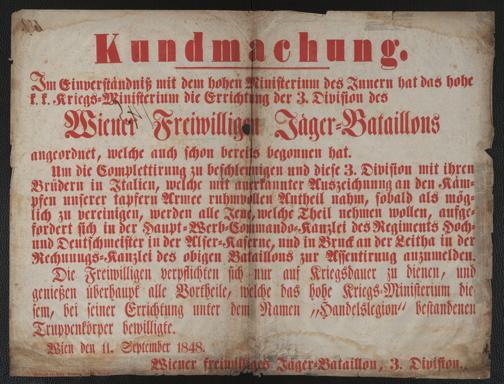 Kundmachung.
Im Einverständniß mit dem hohen Ministerium des Innern hat das hohe
k. k. Kriegs-Ministerium die Errichtung der 3. Division des
Wiener Freiwilligen Jäger-Bataillons
angeordnet, welche auch schon bereits begonnen hat.
Um die Complettirung zu beschleunigen und diese 3. Division mit ihren
Brüdern in Italien, welche mit anerkannter Auszeichnung an den Käm-
pfen unserer tapfern Armee ruhmvollen Antheil nahm, sobald als mög-
lich zu vereinigen, werden alle Jene, welche Theil nehmen wollen, aufge-
fordert sich in der Haupt-Werb-Commando-Kanzlei des Regiments Hoch-
und Deutschmeister in der Alser-Kaserne, und in Bruck an der Leitha in der
Rechnungs-Kanzlei des obigen Bataillons zur Assentirung anzumelden.
Die Freiwilligen verpflichten sich nur auf Kriegsdauer zu dienen, und
genießen überhaupt alle Vortheile, welche das hohe Kriegs-Ministerium die-
sem, bei seiner Errichtung unter dem Namen „Handelslegion" bestandenen
Truppenkörper bewilligte.
Wien den 11. September 1848.
Wiener freiwilliges Jäger-Bataillon, 3. Division.